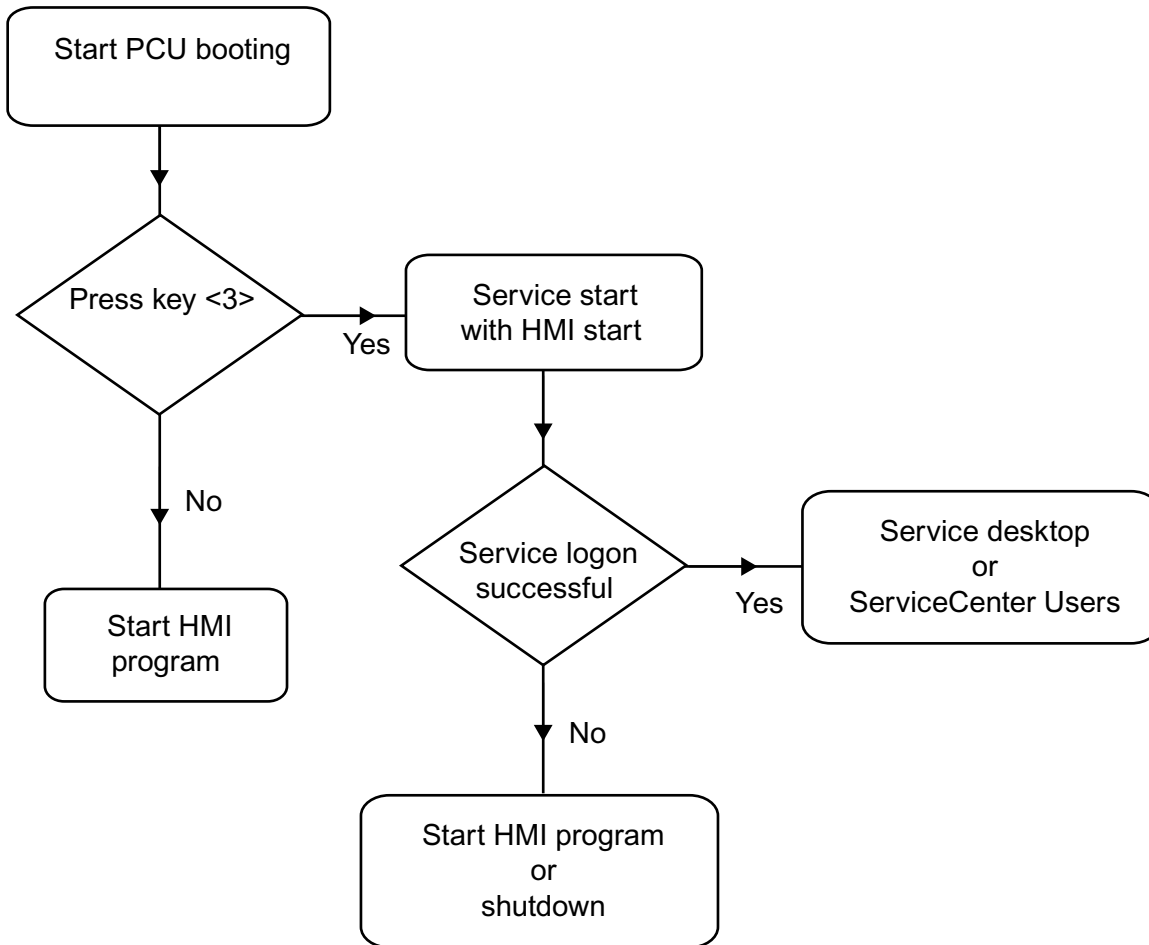 Start PCU booting
Press key <3>
Yes
Service start
with HMI start
No
Start HMI
program
Service logon
successful
Yes
Service desktop
or
ServiceCenter Users
No
Start HMI program
or
shutdown